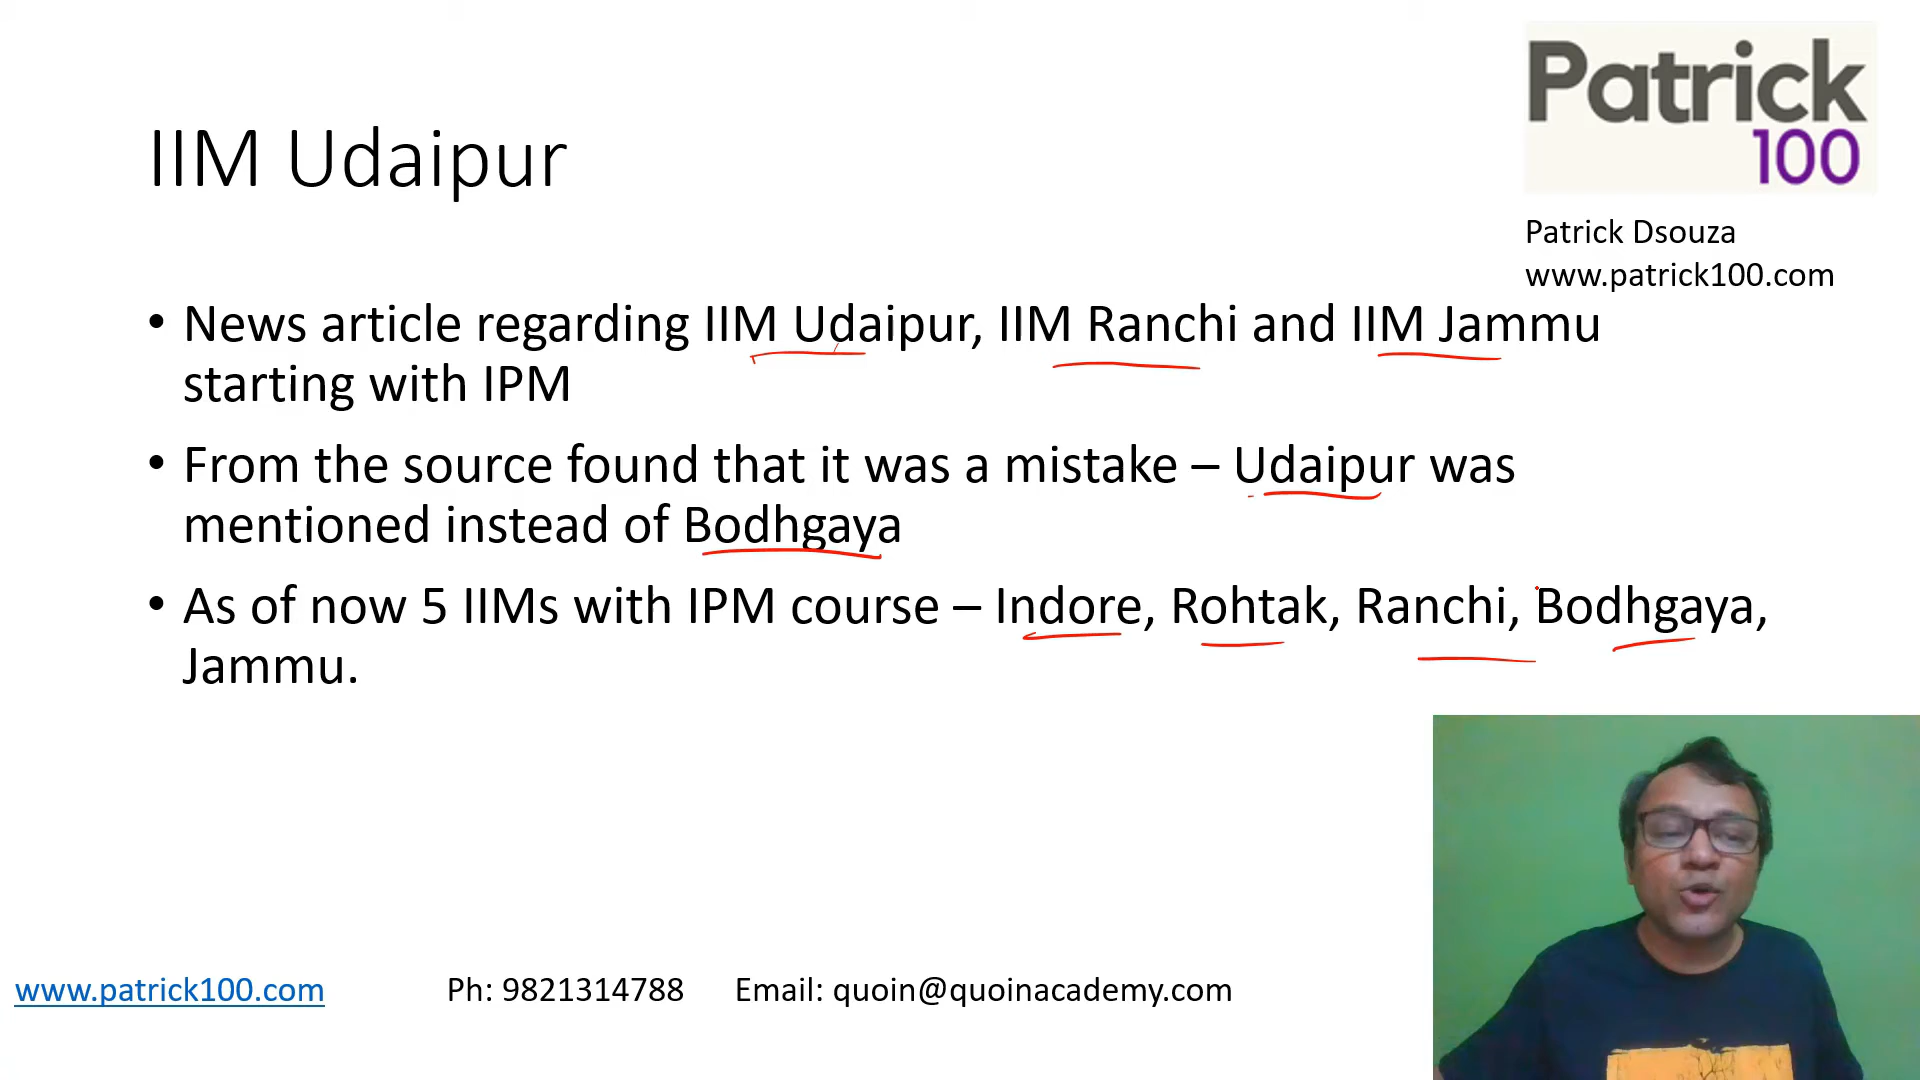 Patrick
100
IIM Udaipur
Patrick Dsouza
www.patrick100.com
• News article regarding IIM Udaipur, IIM Ranchi and IIM Jammu
starting with IPM
• From the source found that it was a mistake – Udaipur was
mentioned instead of Bodhgaya
• As of now 5 IIMs with IPM course – Indore, Rohtak, Ranchi, Bodhgaya,
Jammu.
www.patrick100.com Ph: 9821314788 Email: quoin@quoinacademy.com